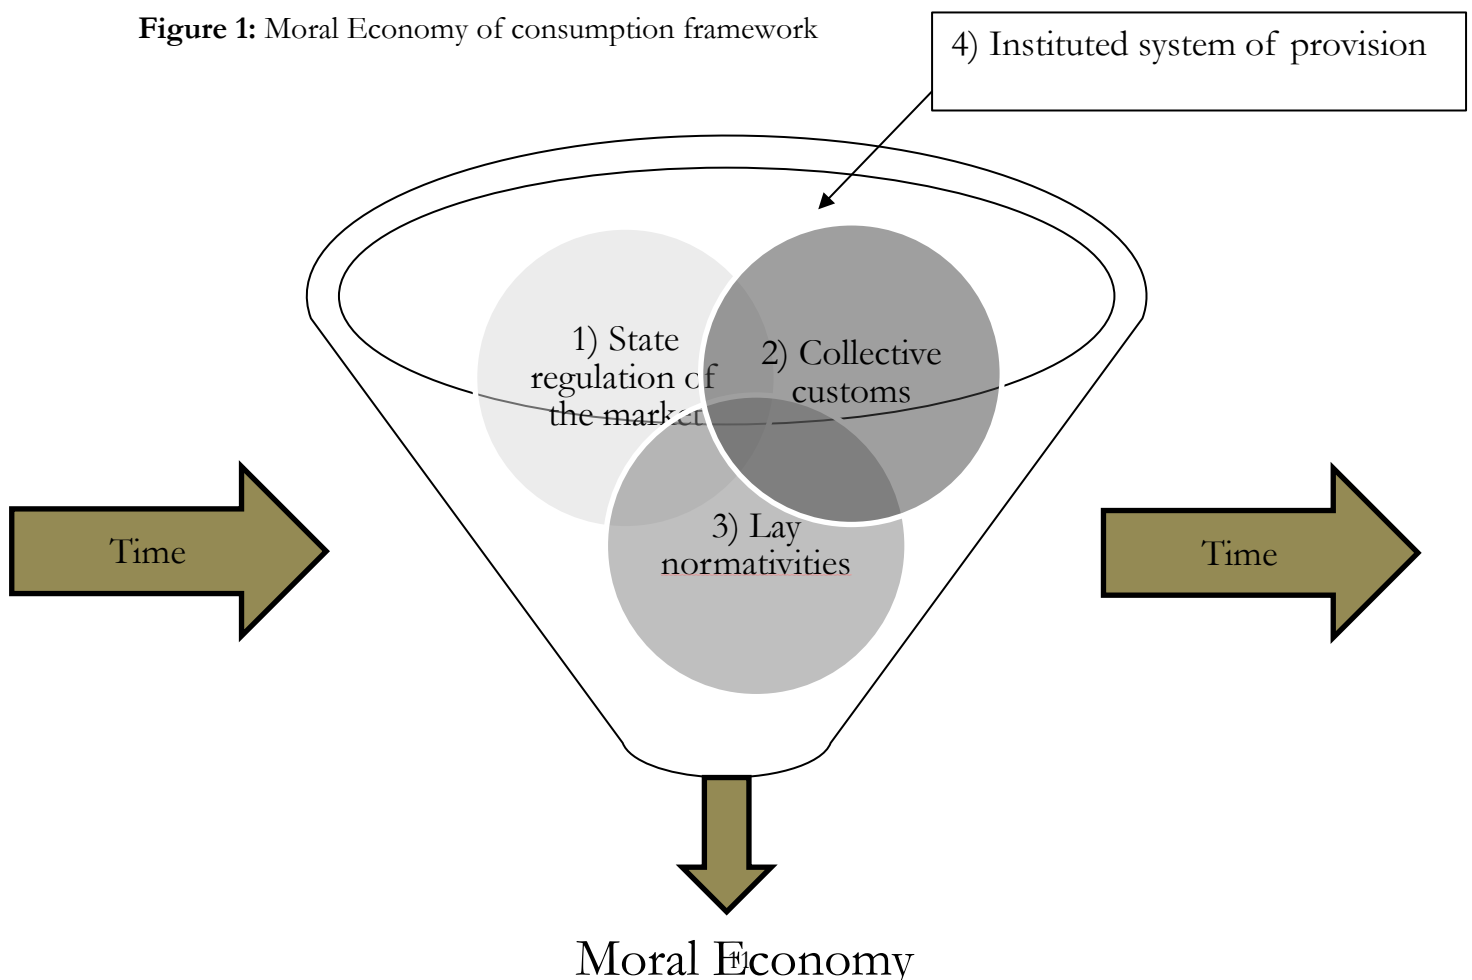 Figure 1: Moral Economy of consumption framework
4) Instituted system of provision
1) State
regulation of
the market
2) Collective
customs
3) Lay
normativities
Time
Time
Moral Economy